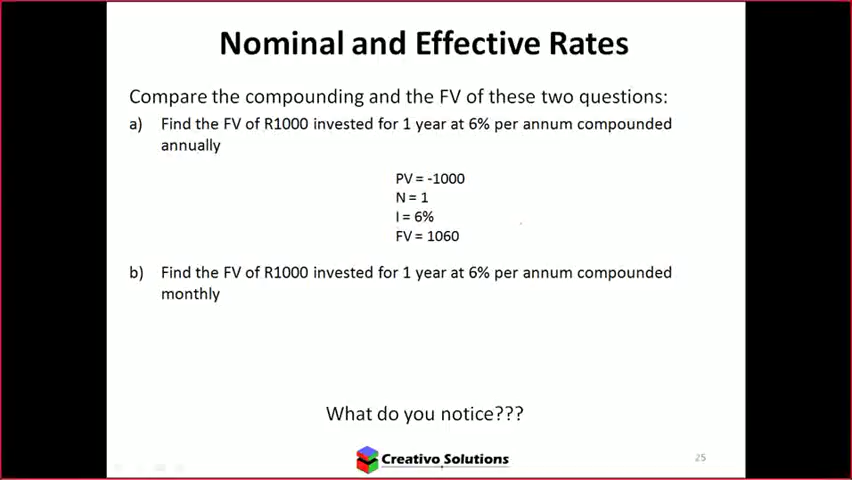 Nominal and Effective Rates
Compare the compounding and the FV of these two questions:
a) Find the FV of R1000 invested for 1 year at 6% per annum compounded
annually
PV = -1000
N = 1
I = 6%
FV = 1060
b) Find the FV of R1000 invested for 1 year at 6% per annum compounded
monthly
What do you notice???
Creativo Solutions
25